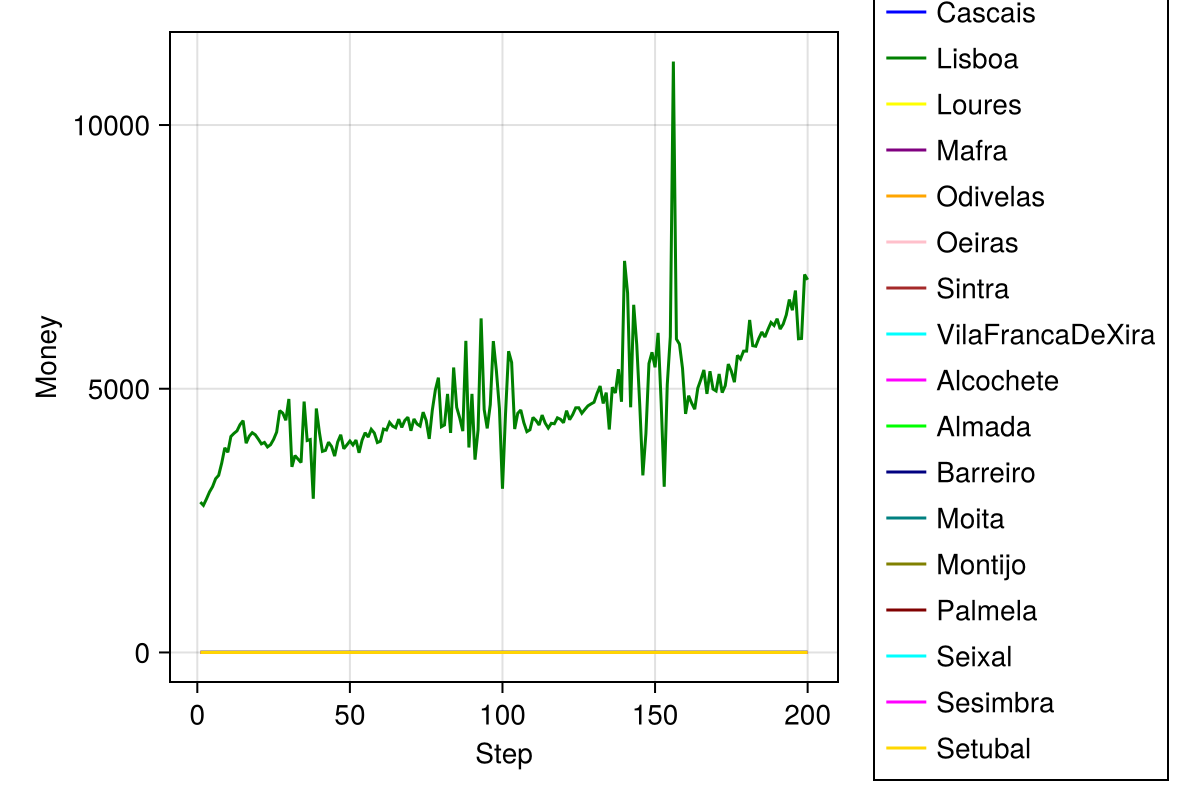 Money
10000
5000
0
0
50
100
150
200
Step
Cascais
Lisboa
Loures
Mafra
Odivelas
Oeiras
Sintra
VilaFrancaDeXira
Alcochete
Almada
Barreiro
Moita
Montijo
Palmela
Seixal
Sesimbra
Setubal